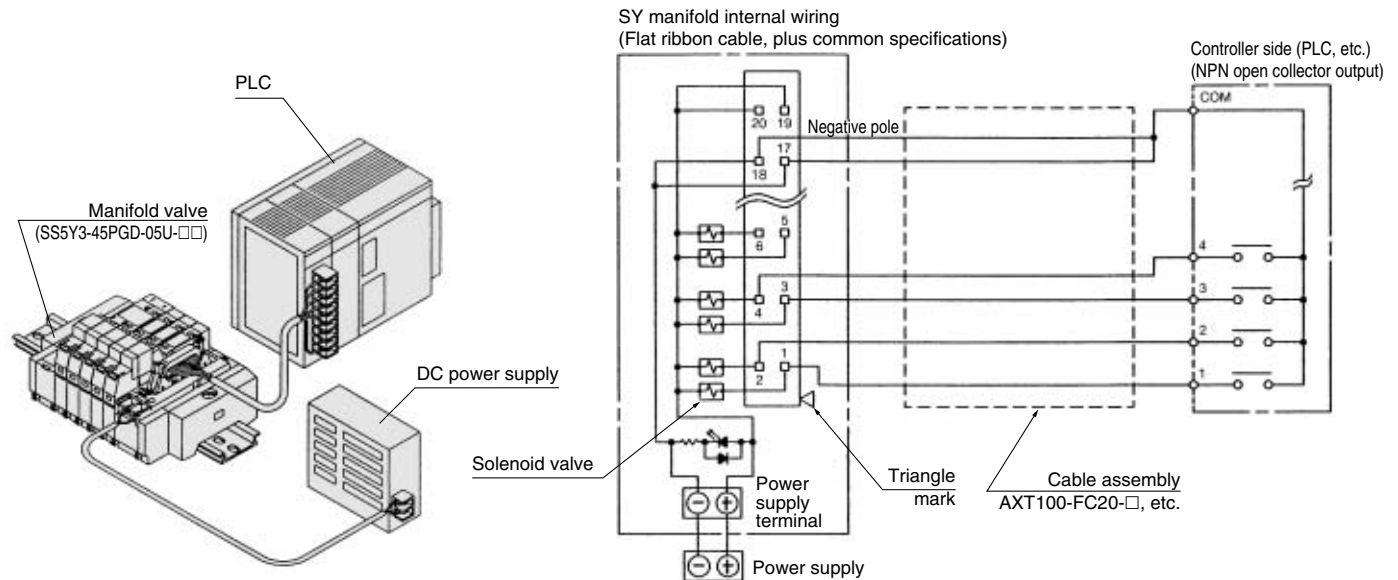 SY manifold internal wiring
(Flat ribbon cable, plus common specifications)
Controller side (PLC, etc.)
(NPN open collector output)
PLC
COM
20 19
Negative pole
17
18
Manifold valve
(SS5Y3-45PGD-05U-□□)
5
6
4
3
4
3
2
1
2
1
DC power supply
Solenoid valve
Triangle
mark
Cable assembly
AXT100-FC20-□, etc.
Power
supply
terminal
− +
− +
Power supply